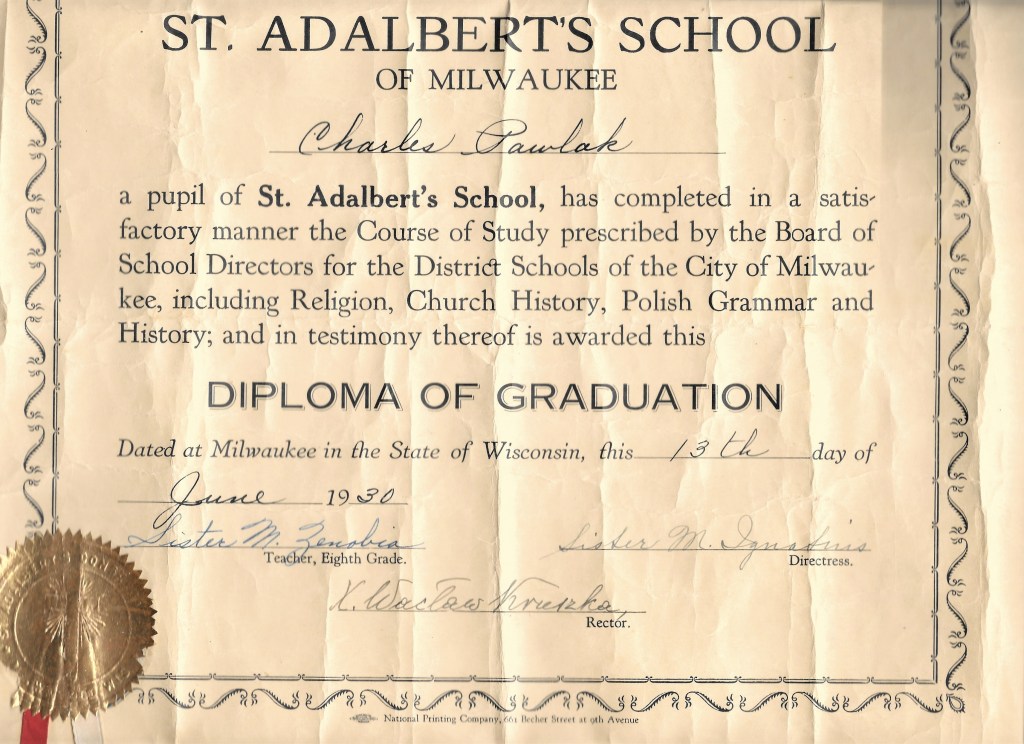 ST. ADALBERT'S SCHOOL
OF MILWAUKEE
Charles Pawlak
a pupil of St. Adalbert's School, has completed in a satis-
factory manner the Course of Study prescribed by the Board of
School Directors for the District Schools of the City of Milwau-
kee, including Religion, Church History, Polish Grammar and
History; and in testimony thereof is awarded this
DIPLOMA OF GRADUATION
Dated at Milwaukee in the State of Wisconsin, this 13th day of
June 1930
Sister M. Zenobia Sister M. Ignatius
Teacher, Eighth Grade. Directress.
X. Wacław Kruszka
Rector.
National Printing Company, 661 Becher Street at 9th Avenue